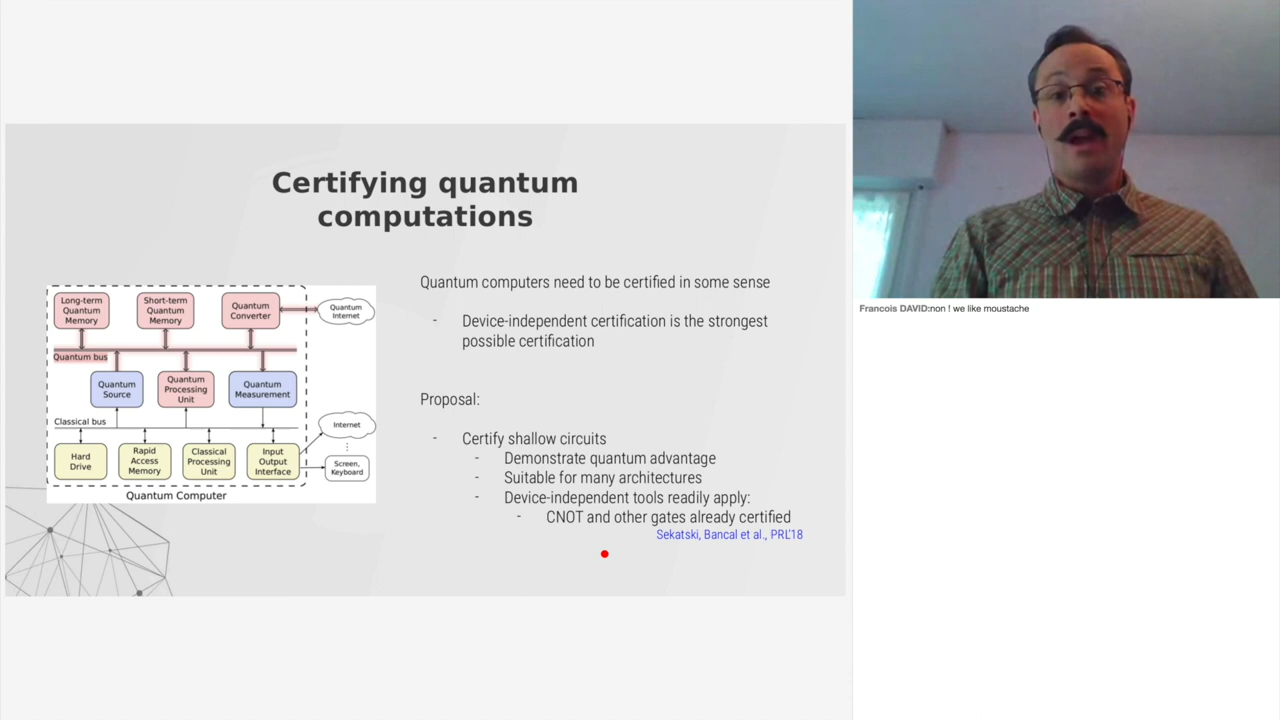 Certifying quantum
computations
Long-term
Quantum
Memory
Short-term
Quantum
Memory
Quantum
Converter
Quantum
Internet
Quantum bus
Quantum
Source
Quantum
Processing
Unit
Quantum
Measurement
Classical bus
Internet
Hard
Drive
Rapid
Access
Memory
Classical
Processing
Unit
Input
Output
Interface
Screen,
Keyboard
Quantum Computer
Quantum computers need to be certified in some sense
- Device-independent certification is the strongest
possible certification
Proposal:
- Certify shallow circuits
- Demonstrate quantum advantage
- Suitable for many architectures
- Device-independent tools readily apply:
- CNOT and other gates already certified
Sekatski, Bancal et al., PRL'18
Francois DAVID:non ! we like moustache